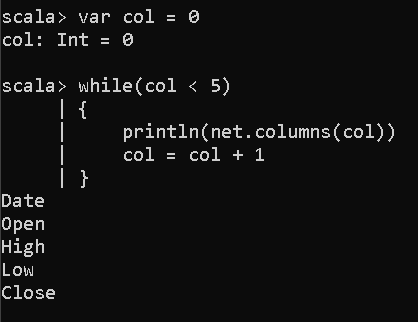 scala> var col = 0
col: Int = 0

scala> while(col < 5)
     | {
     |     println(net.columns(col))
     |     col = col + 1
     | }
Date
Open
High
Low
Close